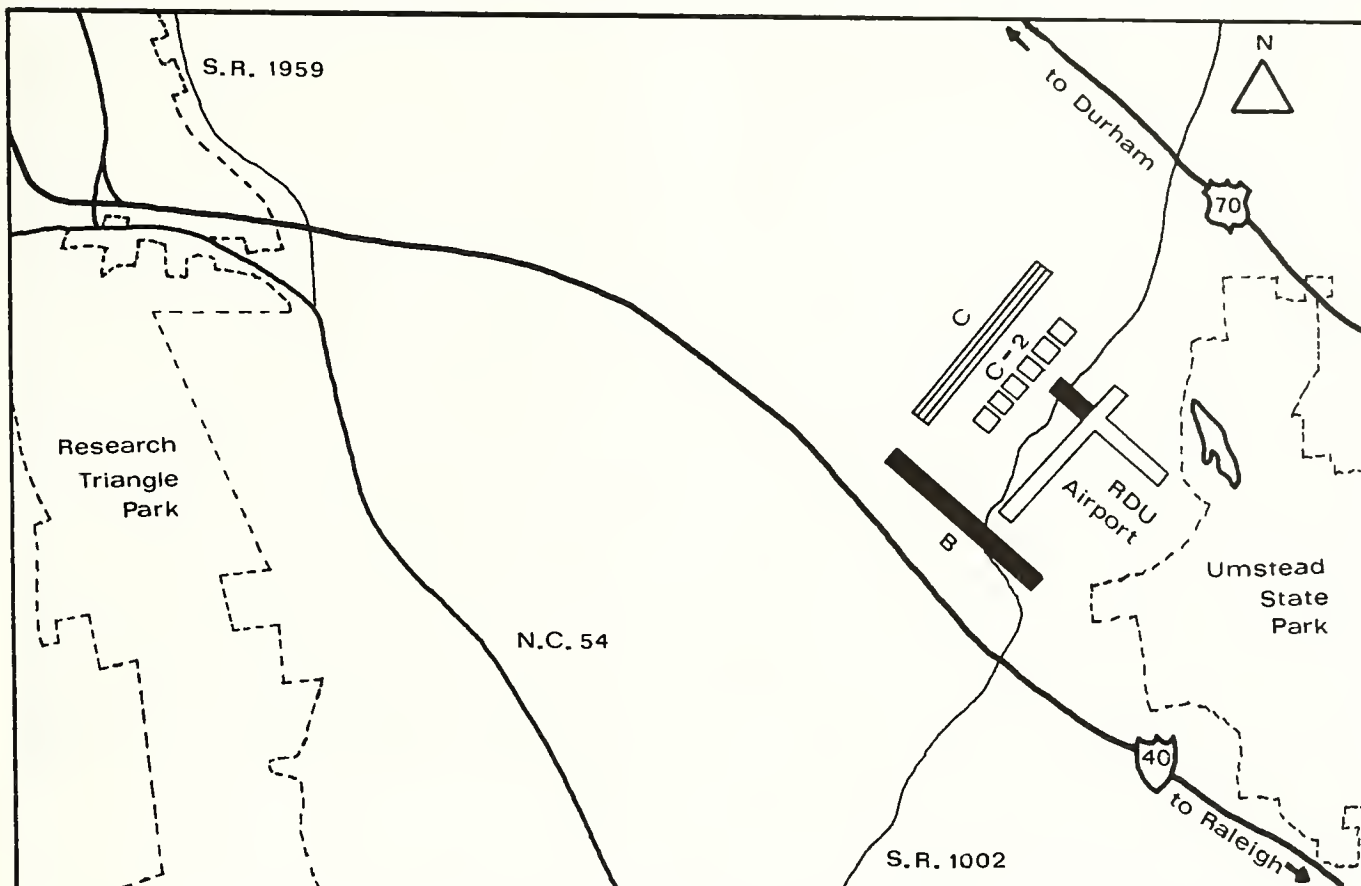 S.R. 1959
N
to Durham
70
C
C-2
Research
Triangle
Park
RDU
Airport
B
Umstead
State
Park
N.C. 54
40
to Raleigh
S.R. 1002